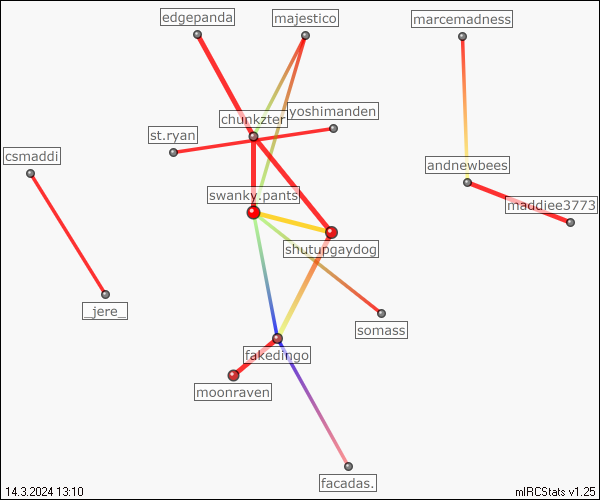 edgepanda
majestico
marcemadness
yoshimanden
chunkzter
st.ryan
csmaddi
andnewbees
swanky.pants
maddiee3773
shutupgaydog
_jere_
somass
fakedingo
moonraven
facadas.
14.3.2024 13:10
mIRCStats v1.25